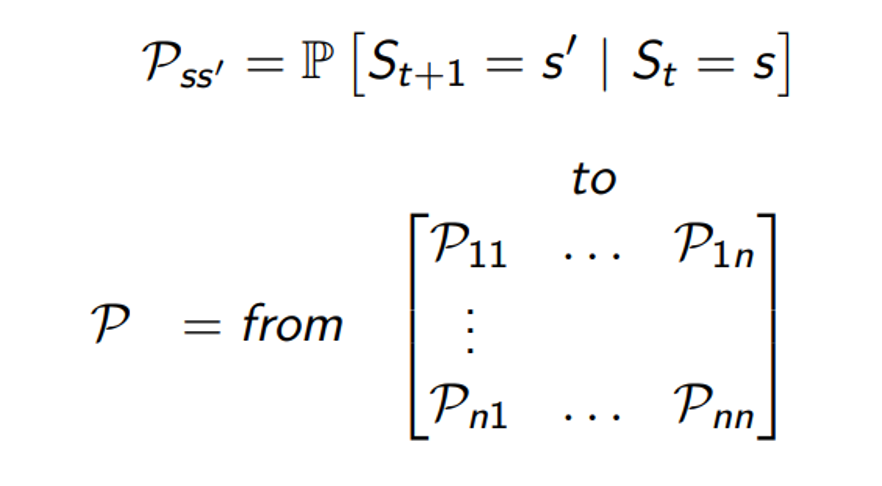 𝒫ss′ = ℙ [St+1 = s′ | St = s]
to
𝒫11 … 𝒫1n
𝒫 = from ⋮
𝒫n1 … 𝒫nn